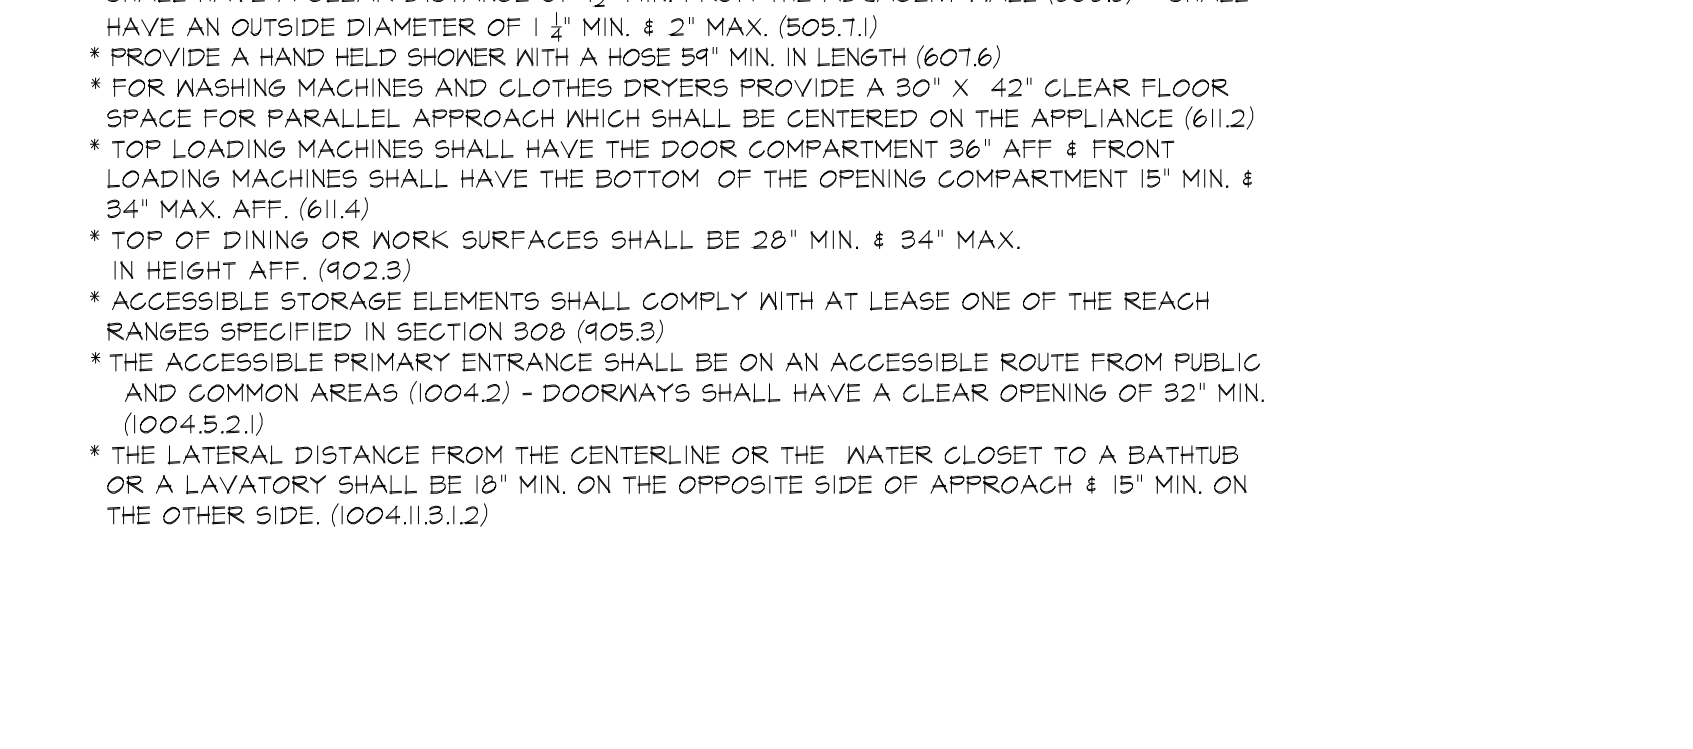 HAVE AN OUTSIDE DIAMETER OF 1 1/4" MIN. & 2" MAX. (505.7.1)
* PROVIDE A HAND HELD SHOWER WITH A HOSE 59" MIN. IN LENGTH (607.6)
* FOR WASHING MACHINES AND CLOTHES DRYERS PROVIDE A 30" X 42" CLEAR FLOOR
SPACE FOR PARALLEL APPROACH WHICH SHALL BE CENTERED ON THE APPLIANCE (611.2)
* TOP LOADING MACHINES SHALL HAVE THE DOOR COMPARTMENT 36" AFF & FRONT
LOADING MACHINES SHALL HAVE THE BOTTOM OF THE OPENING COMPARTMENT 15" MIN. &
34" MAX. AFF. (611.4)
* TOP OF DINING OR WORK SURFACES SHALL BE 28" MIN. & 34" MAX.
IN HEIGHT AFF. (902.3)
* ACCESSIBLE STORAGE ELEMENTS SHALL COMPLY WITH AT LEASE ONE OF THE REACH
RANGES SPECIFIED IN SECTION 308 (905.3)
* THE ACCESSIBLE PRIMARY ENTRANCE SHALL BE ON AN ACCESSIBLE ROUTE FROM PUBLIC
AND COMMON AREAS (1004.2) - DOORWAYS SHALL HAVE A CLEAR OPENING OF 32" MIN.
(1004.5.2.1)
* THE LATERAL DISTANCE FROM THE CENTERLINE OR THE WATER CLOSET TO A BATHTUB
OR A LAVATORY SHALL BE 18" MIN. ON THE OPPOSITE SIDE OF APPROACH & 15" MIN. ON
THE OTHER SIDE. (1004.11.3.1.2)